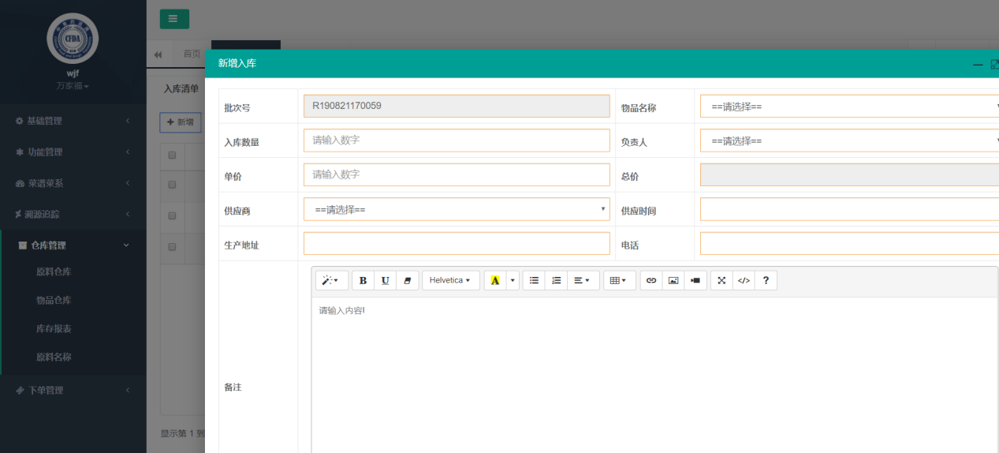 CFDA
wjf
万家福
基础管理
功能管理
菜谱菜系
溯源追踪
仓库管理
原料仓库
物品仓库
库存报表
原料名称
下单管理
首页
入库清单
新增
显示第 1 到
新增入库
批次号 R190821170059 物品名称 ==请选择==
入库数量 请输入数字 负责人 ==请选择==
单价 请输入数字 总价
供应商 ==请选择== 供应时间
生产地址 电话
B U Helvetica A </> ?
请输入内容!
备注